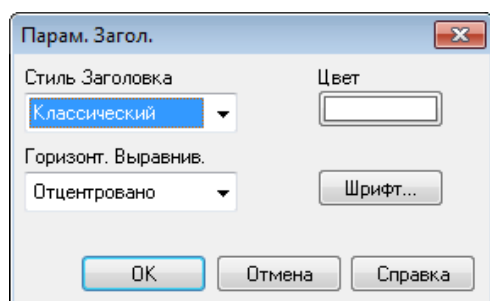 Парам. Загол.
Стиль Заголовка
Цвет
Классический
Горизонт. Выравнив.
Отцентровано
Шрифт...
OK
Отмена
Справка